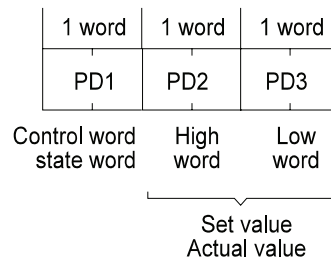 1 word 1 word 1 word
PD1 PD2 PD3
Control word High Low
state word word word
Set value
Actual value